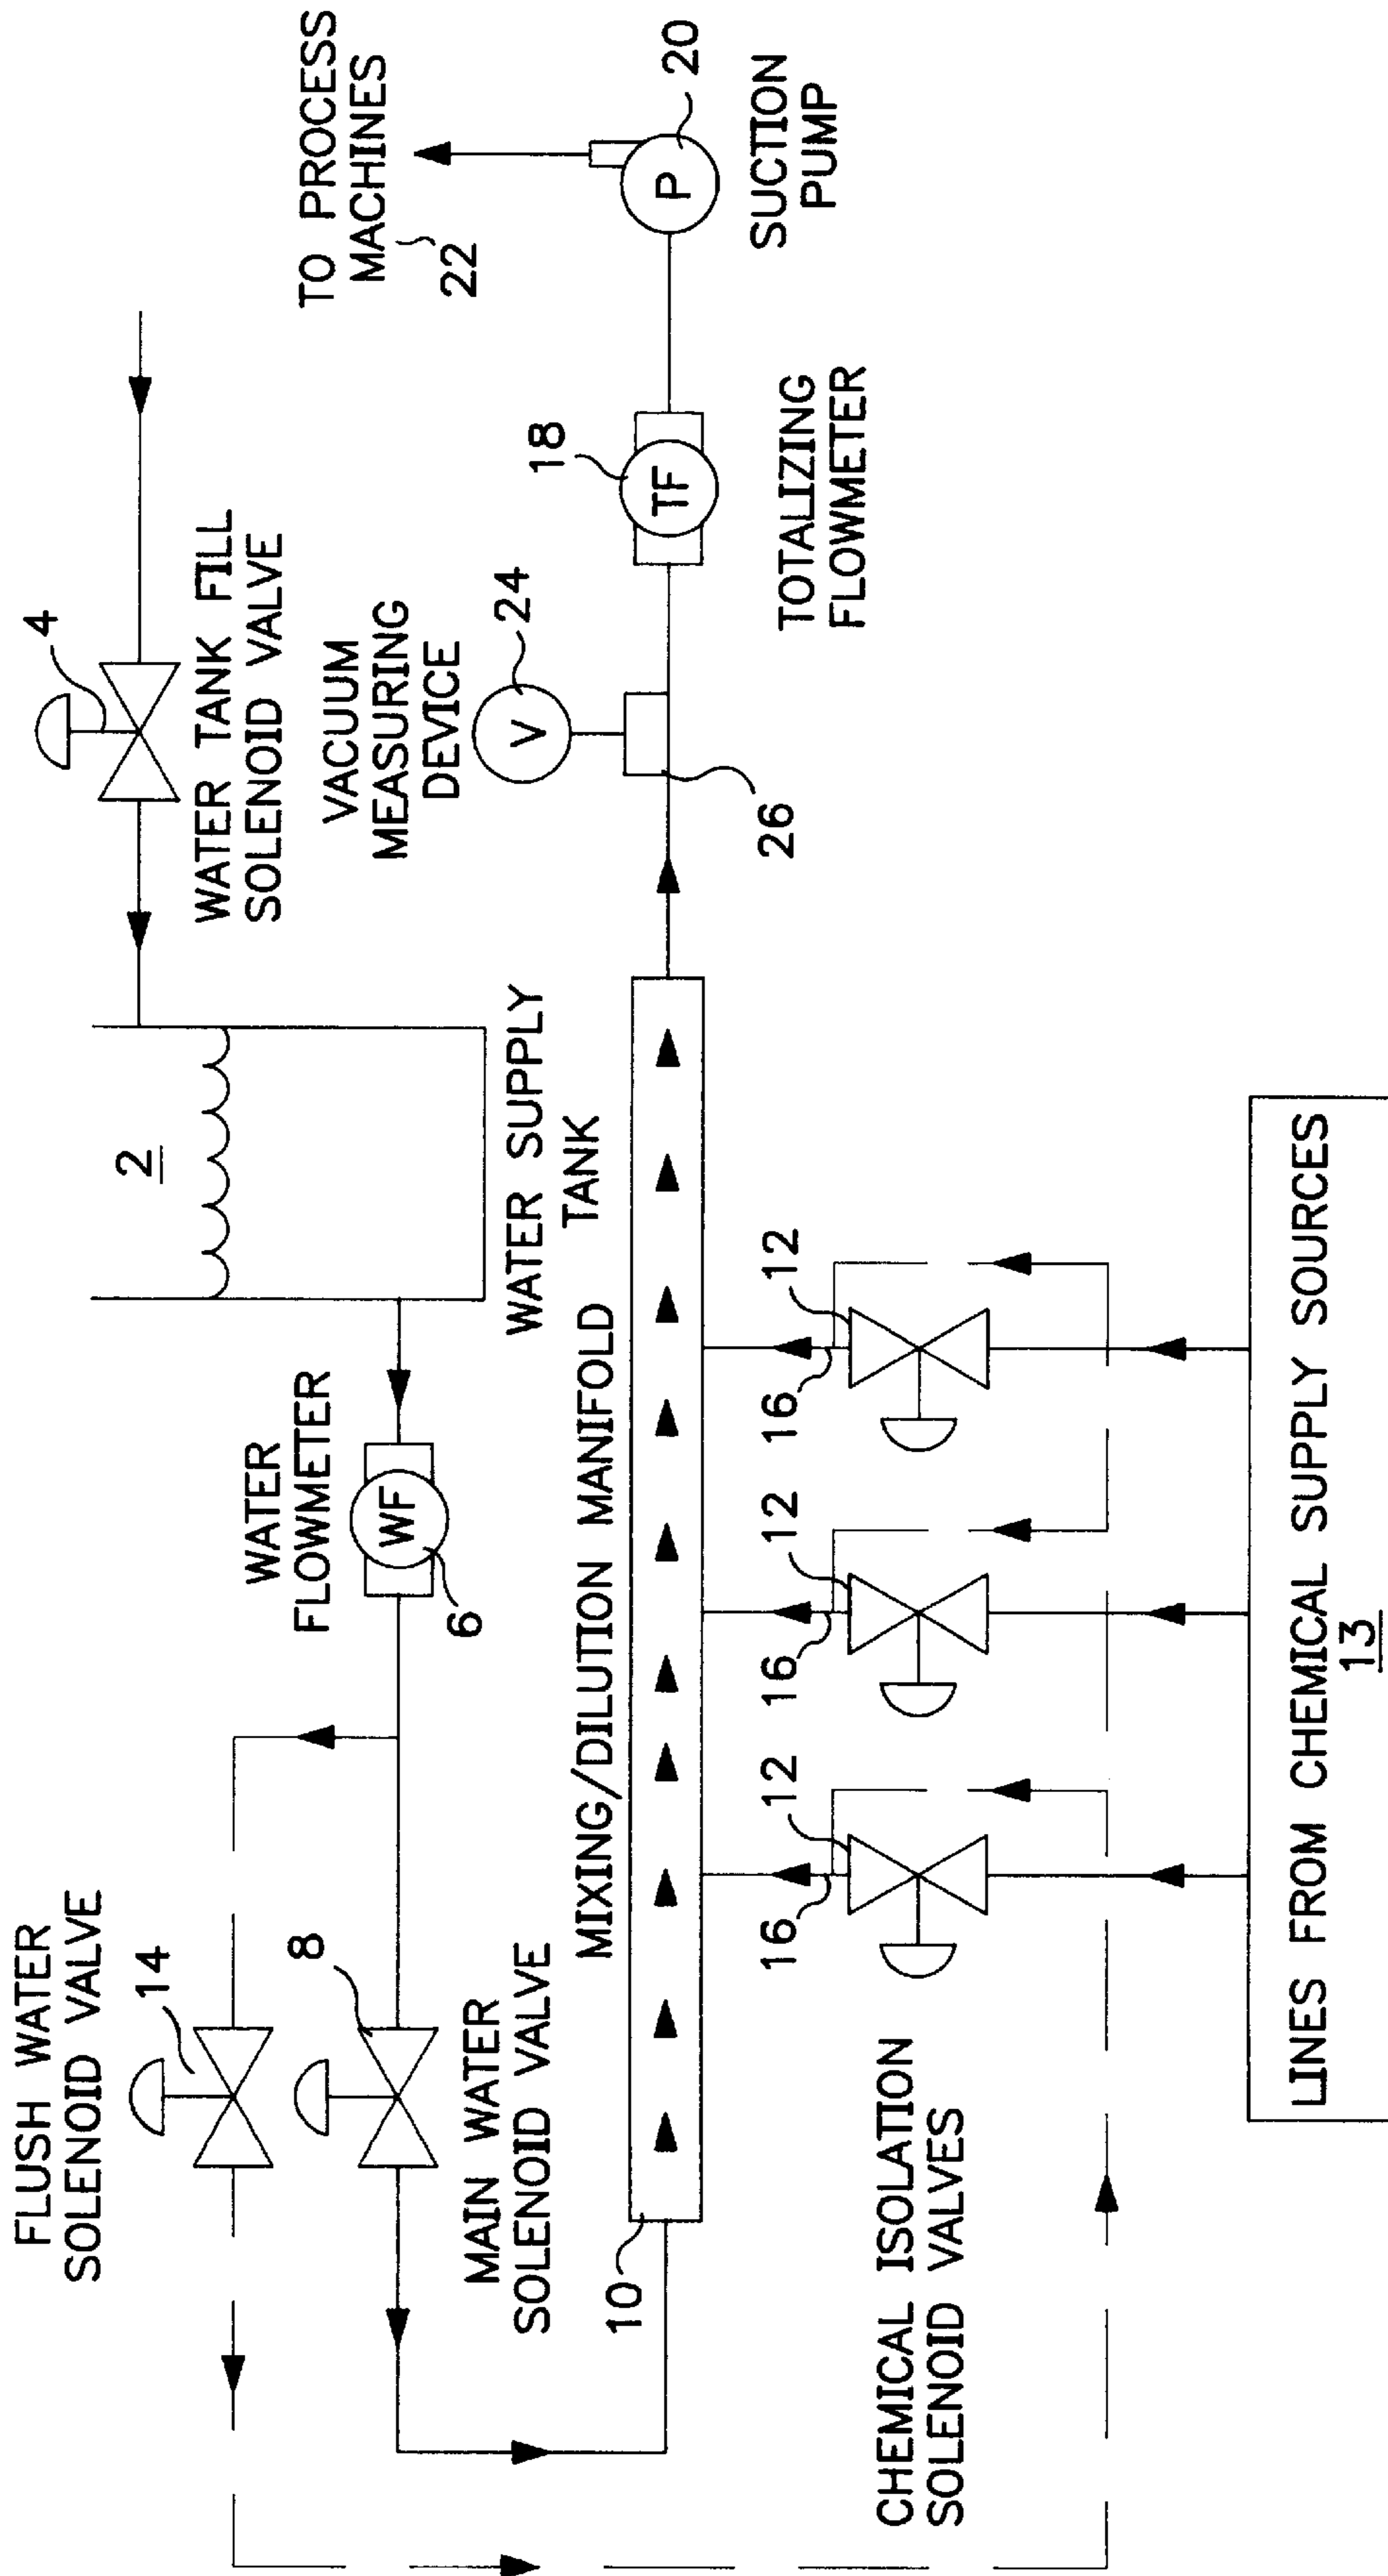 FLUSH WATER
SOLENOID VALVE
14
8
MAIN WATER
SOLENOID VALVE
WATER
FLOWMETER
WF
6
2
WATER SUPPLY
TANK
4
WATER TANK FILL
SOLENOID VALVE
VACUUM
MEASURING
DEVICE
V
24
26
TO PROCESS
MACHINES
22
18
TF
TOTALIZING
FLOWMETER
P
20
SUCTION
PUMP
MIXING/DILUTION MANIFOLD
10
12
12
12
16
16
16
CHEMICAL ISOLATION
SOLENOID VALVES
LINES FROM CHEMICAL SUPPLY SOURCES
13